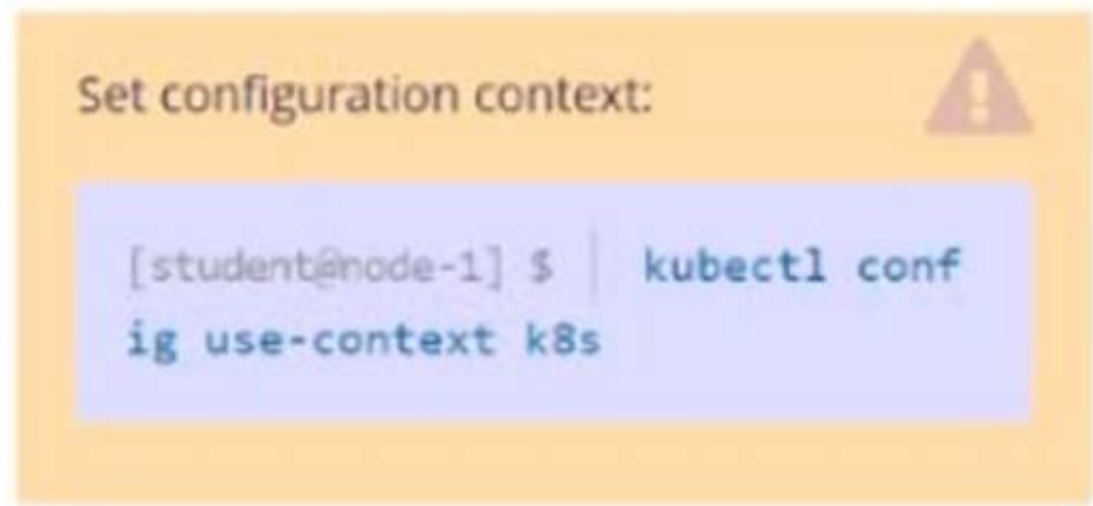 Set configuration context:
[student@node-1] $ | kubectl conf
ig use-context k8s